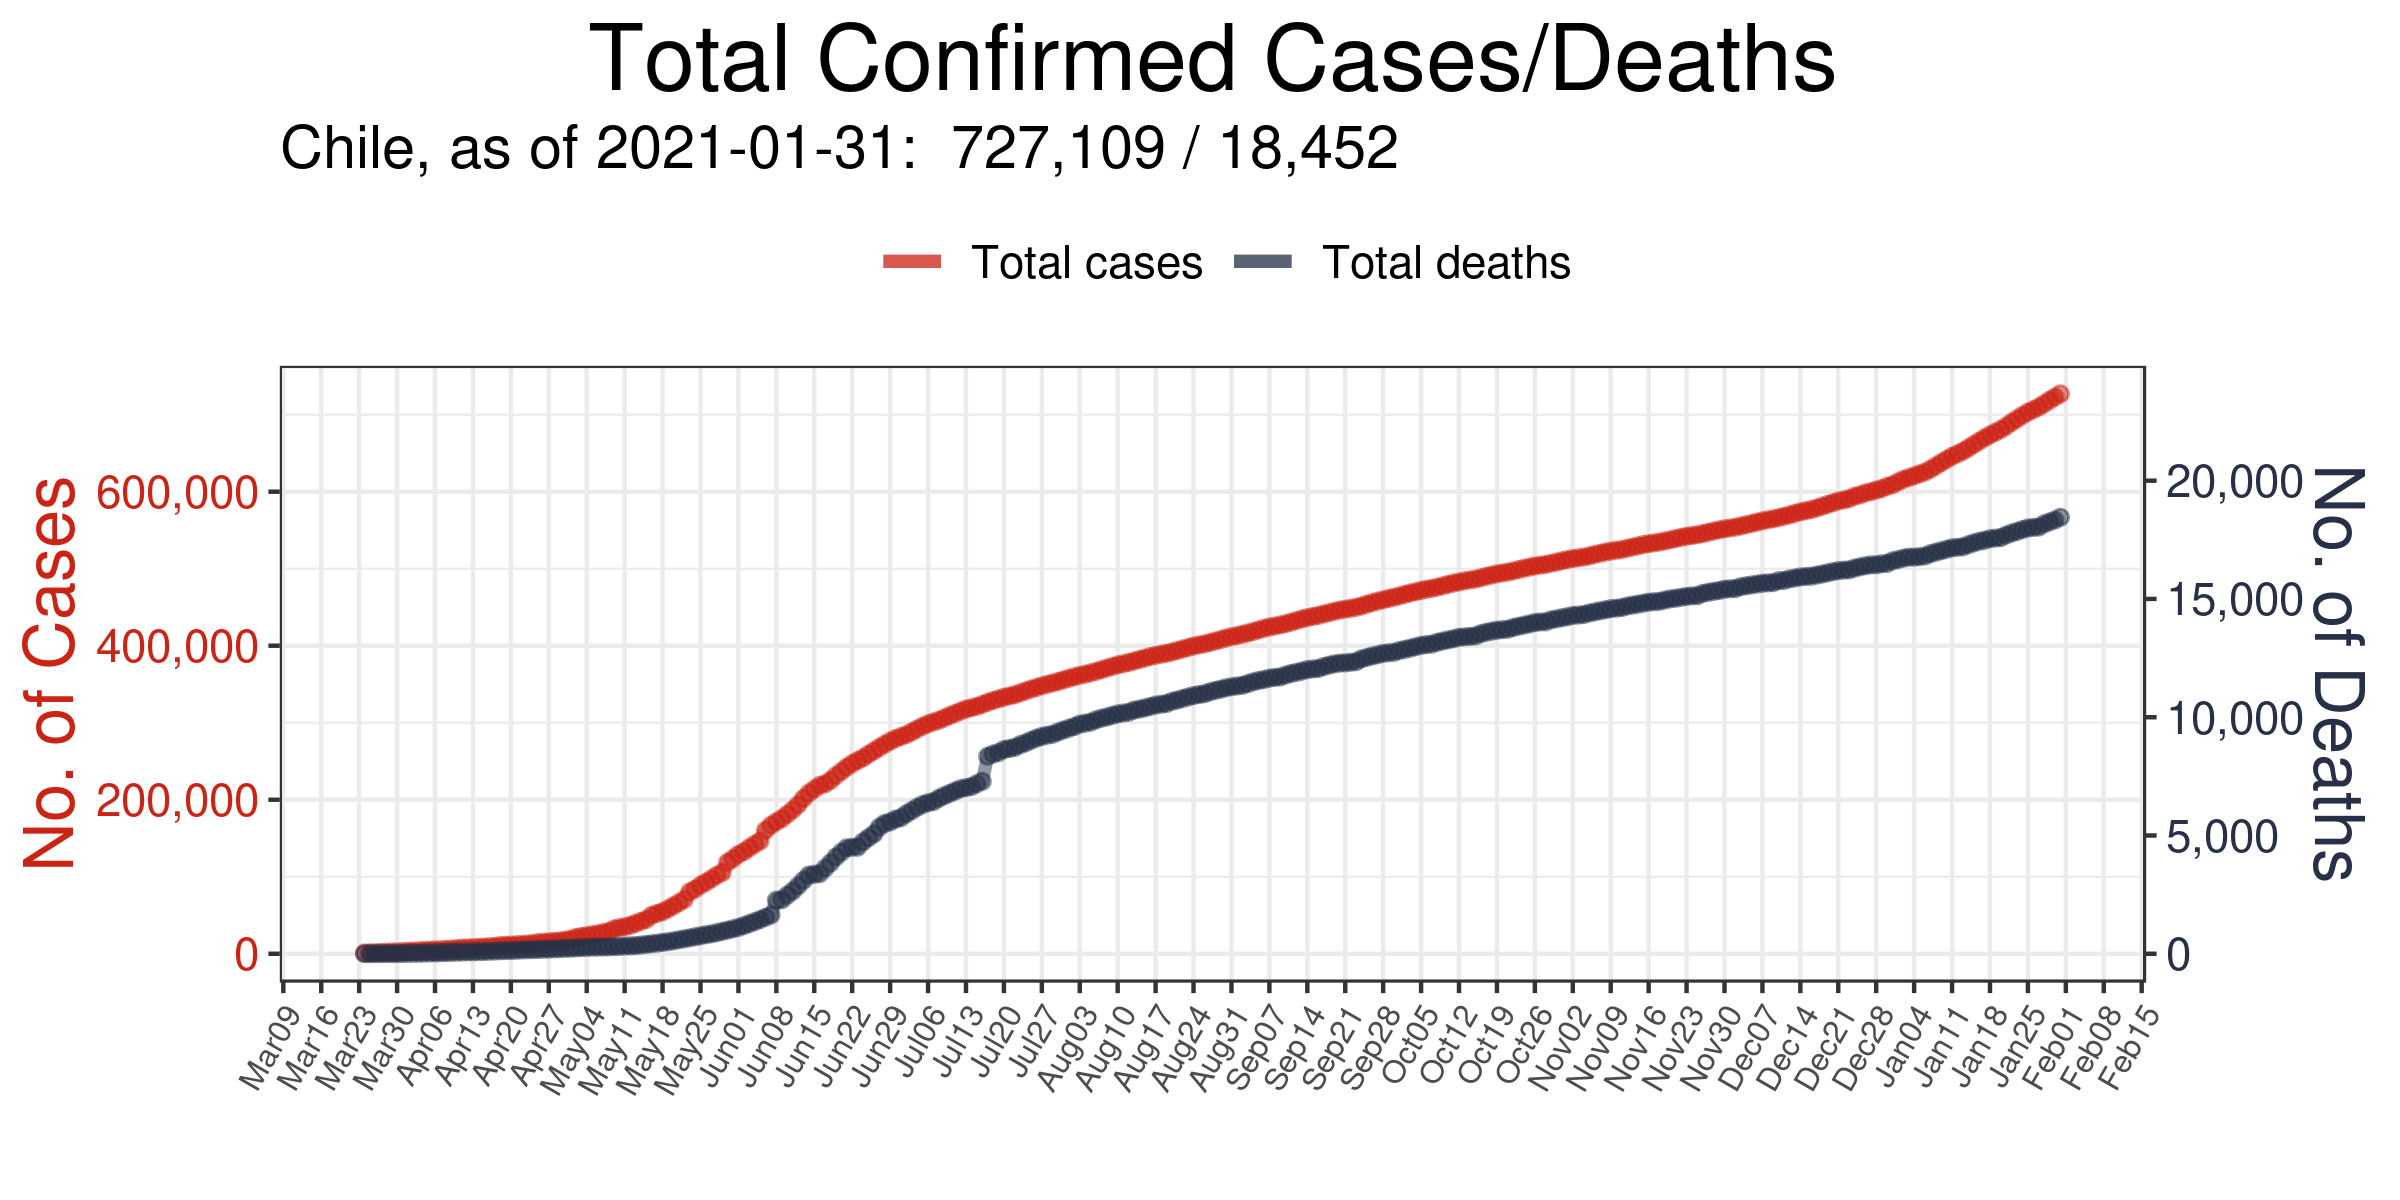 Total Confirmed Cases/Deaths
Chile, as of 2021-01-31:  727,109 / 18,452
Total cases
Total deaths
No. of Cases
600,000
400,000
200,000
0
20,000
15,000
10,000
5,000
0
No. of Deaths
Mar09
Mar16
Mar23
Mar30
Apr06
Apr13
Apr20
Apr27
May04
May11
May18
May25
Jun01
Jun08
Jun15
Jun22
Jun29
Jul06
Jul13
Jul20
Jul27
Aug03
Aug10
Aug17
Aug24
Aug31
Sep07
Sep14
Sep21
Sep28
Oct05
Oct12
Oct19
Oct26
Nov02
Nov09
Nov16
Nov23
Nov30
Dec07
Dec14
Dec21
Dec28
Dec04
Jan11
Jan18
Jan25
Feb01
Feb08
Feb15